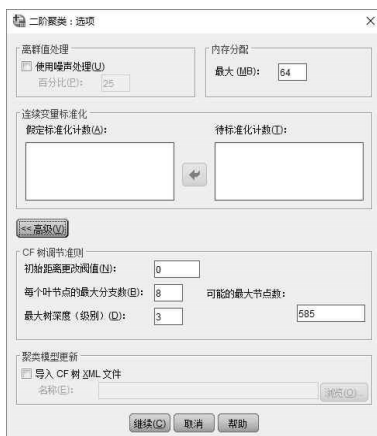 二阶聚类：选项
离群值处理
使用噪声处理(U)
百分比(P): 25
内存分配
最大 (MB): 64
连续变量标准化
假定标准化计数(A):
待标准化计数(T):
<< 高级(V)
CF 树调节准则
初始距离更改阀值(N): 0
每个叶节点的最大分支数(B): 8
可能的最大节点数:
最大树深度（级别）(D): 3
585
聚类模型更新
导入 CF 树 XML 文件
名称(E):
浏览(O)...
继续(C) 取消 帮助